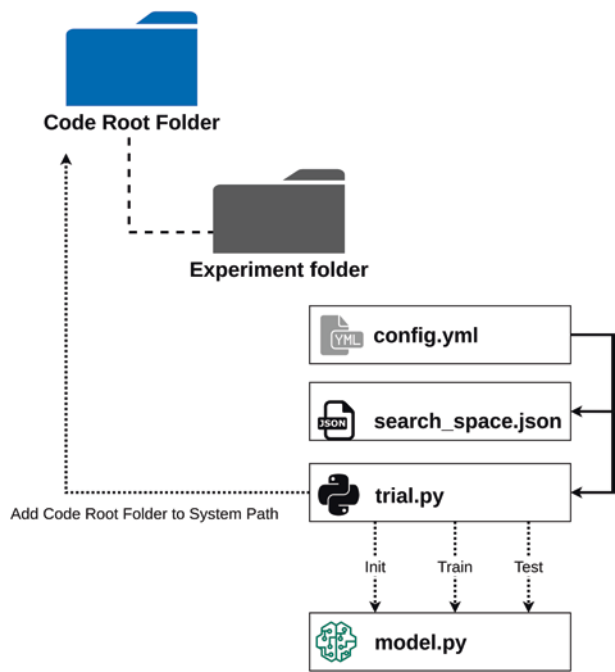 Code Root Folder
Experiment folder
YML
config.yml
JSON
search_space.json
trial.py
Add Code Root Folder to System Path
Init
Train
Test
model.py